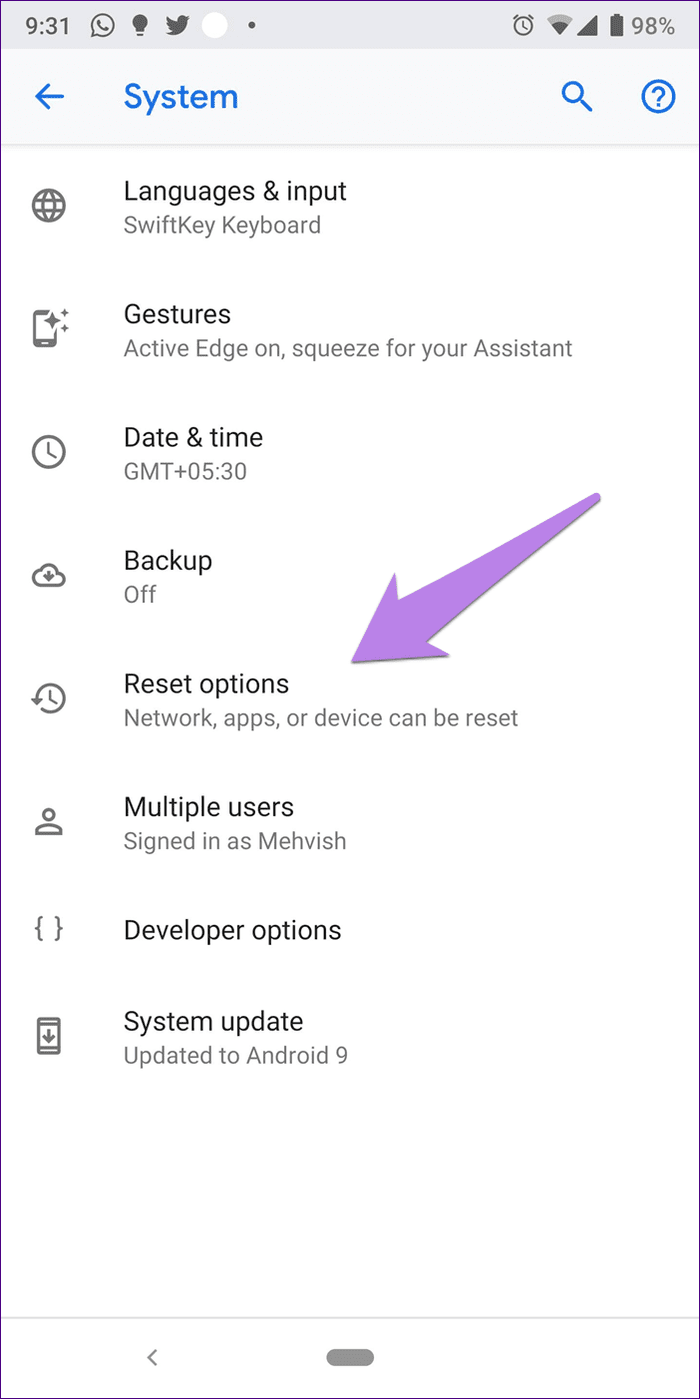 9:31 98%
System
Languages & input
SwiftKey Keyboard
Gestures
Active Edge on, squeeze for your Assistant
Date & time
GMT+05:30
Backup
Off
Reset options
Network, apps, or device can be reset
Multiple users
Signed in as Mehvish
{ } Developer options
System update
Updated to Android 9